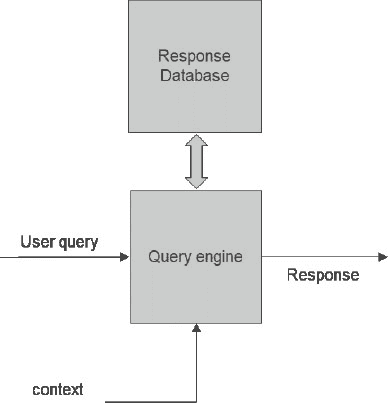 Response
Database
User query
Query engine
Response
context